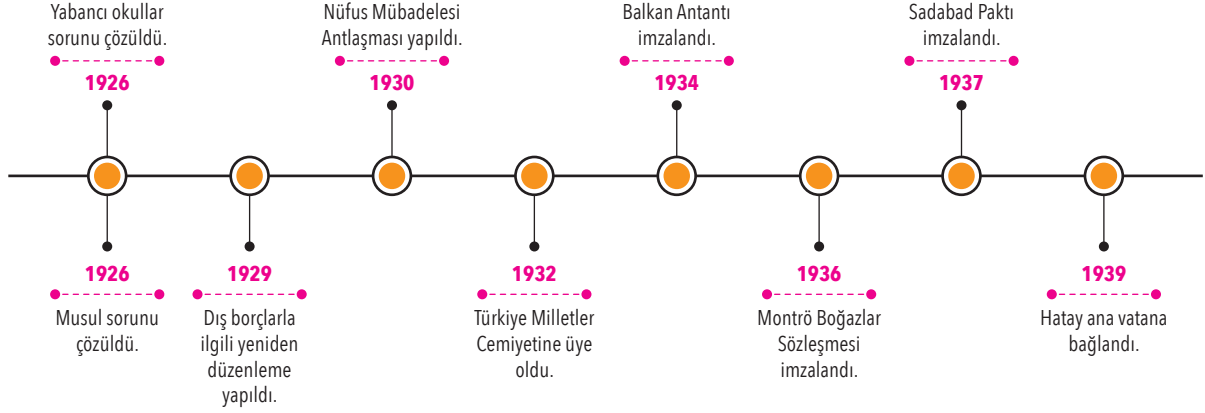 Yabancı okullar
sorunu çözüldü.
1926
Nüfus Mübadelesi
Antlaşması yapıldı.
1930
Balkan Antantı
imzalandı.
1934
Sadabad Paktı
imzalandı.
1937
1926
Musul sorunu
çözüldü.
1929
Dış borçlarla
ilgili yeniden
düzenleme
yapıldı.
1932
Türkiye Milletler
Cemiyetine üye
oldu.
1936
Montrö Boğazlar
Sözleşmesi
imzalandı.
1939
Hatay ana vatana
bağlandı.